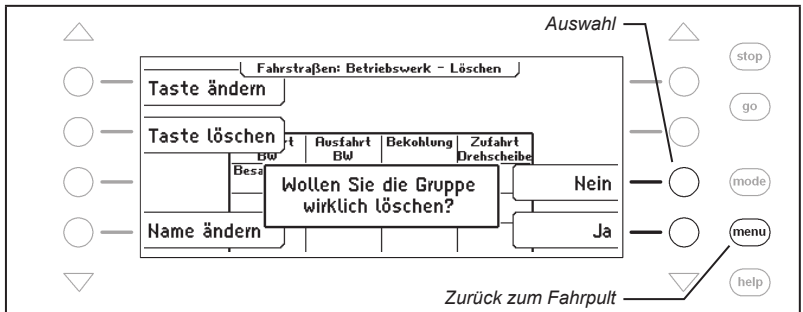 Auswahl
stop
Fahrstraßen: Betriebswerk - Löschen
Taste ändern
go
Taste löschen
Ausfahrt
BW
Bekohlung
Zufahrt
Drehscheibe
BW
Wollen Sie die Gruppe
wirklich löschen?
Nein
mode
Name ändern
Ja
menu
Zurück zum Fahrpult
help